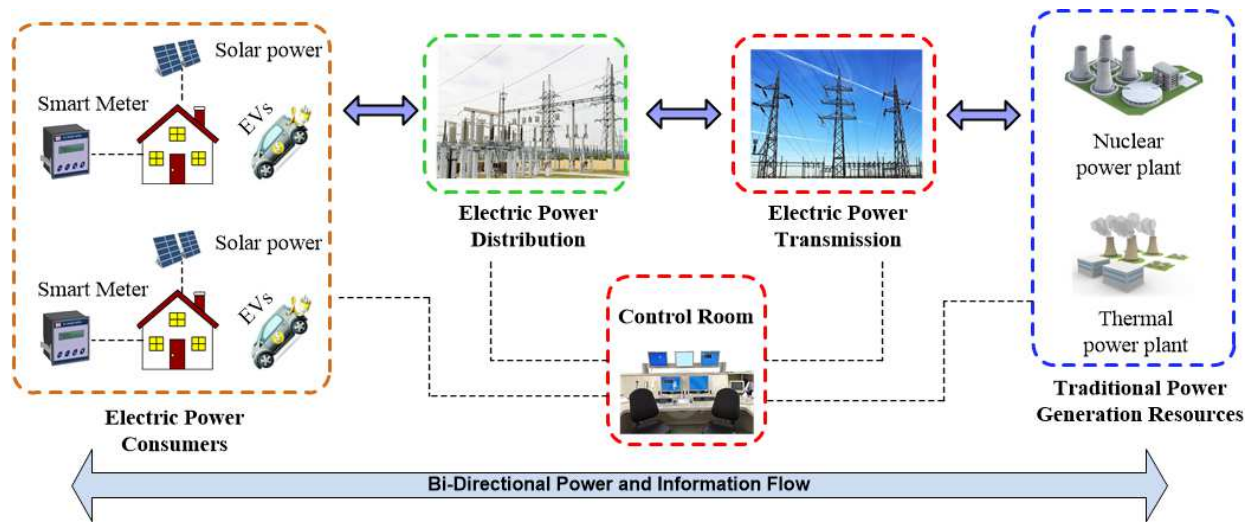 Solar power
Smart Meter
EVs
Solar power
Smart Meter
EVs
Electric Power
Consumers
Electric Power
Distribution
Electric Power
Transmission
Control Room
Nuclear
power plant
Thermal
power plant
Traditional Power
Generation Resources
Bi-Directional Power and Information Flow